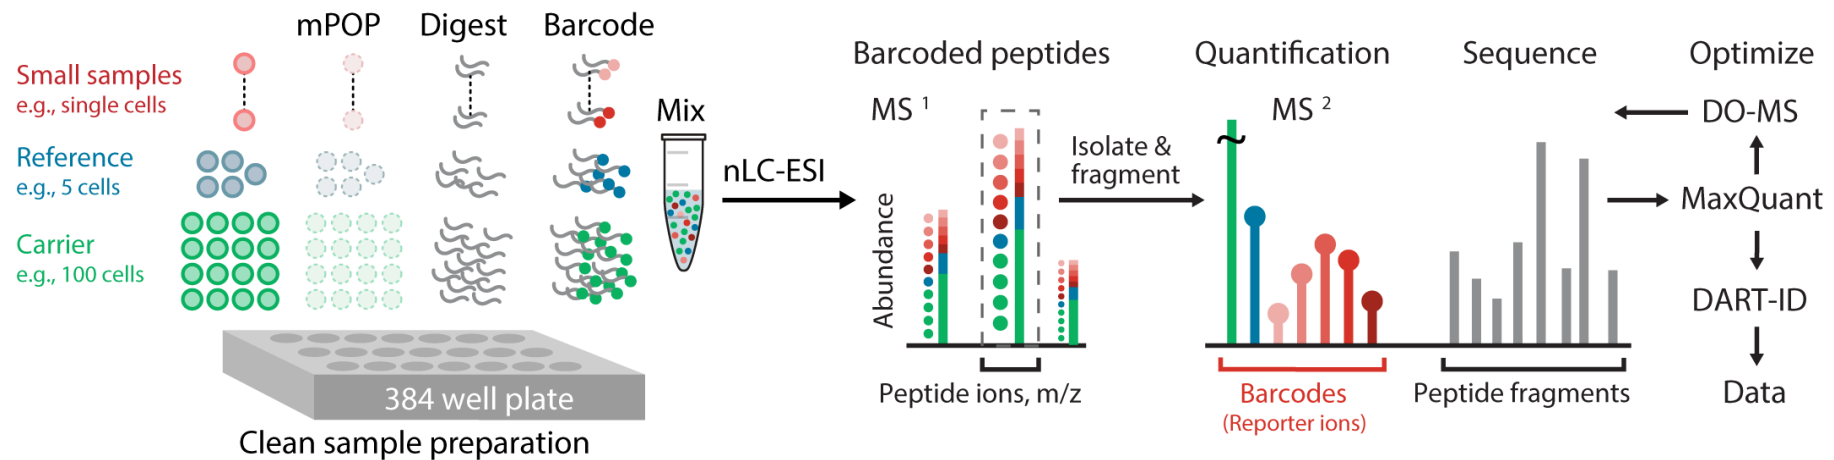 mPOP
Digest
Barcode
Small samples
e.g., single cells
Reference
e.g., 5 cells
Carrier
e.g., 100 cells
384 well plate
Clean sample preparation
Mix
nLC-ESI
Barcoded peptides
MS ¹
Abundance
Peptide ions, m/z
Isolate &
fragment
Quantification
MS ²
Barcodes
(Reporter ions)
Sequence
Peptide fragments
Optimize
DO-MS
MaxQuant
DART-ID
Data